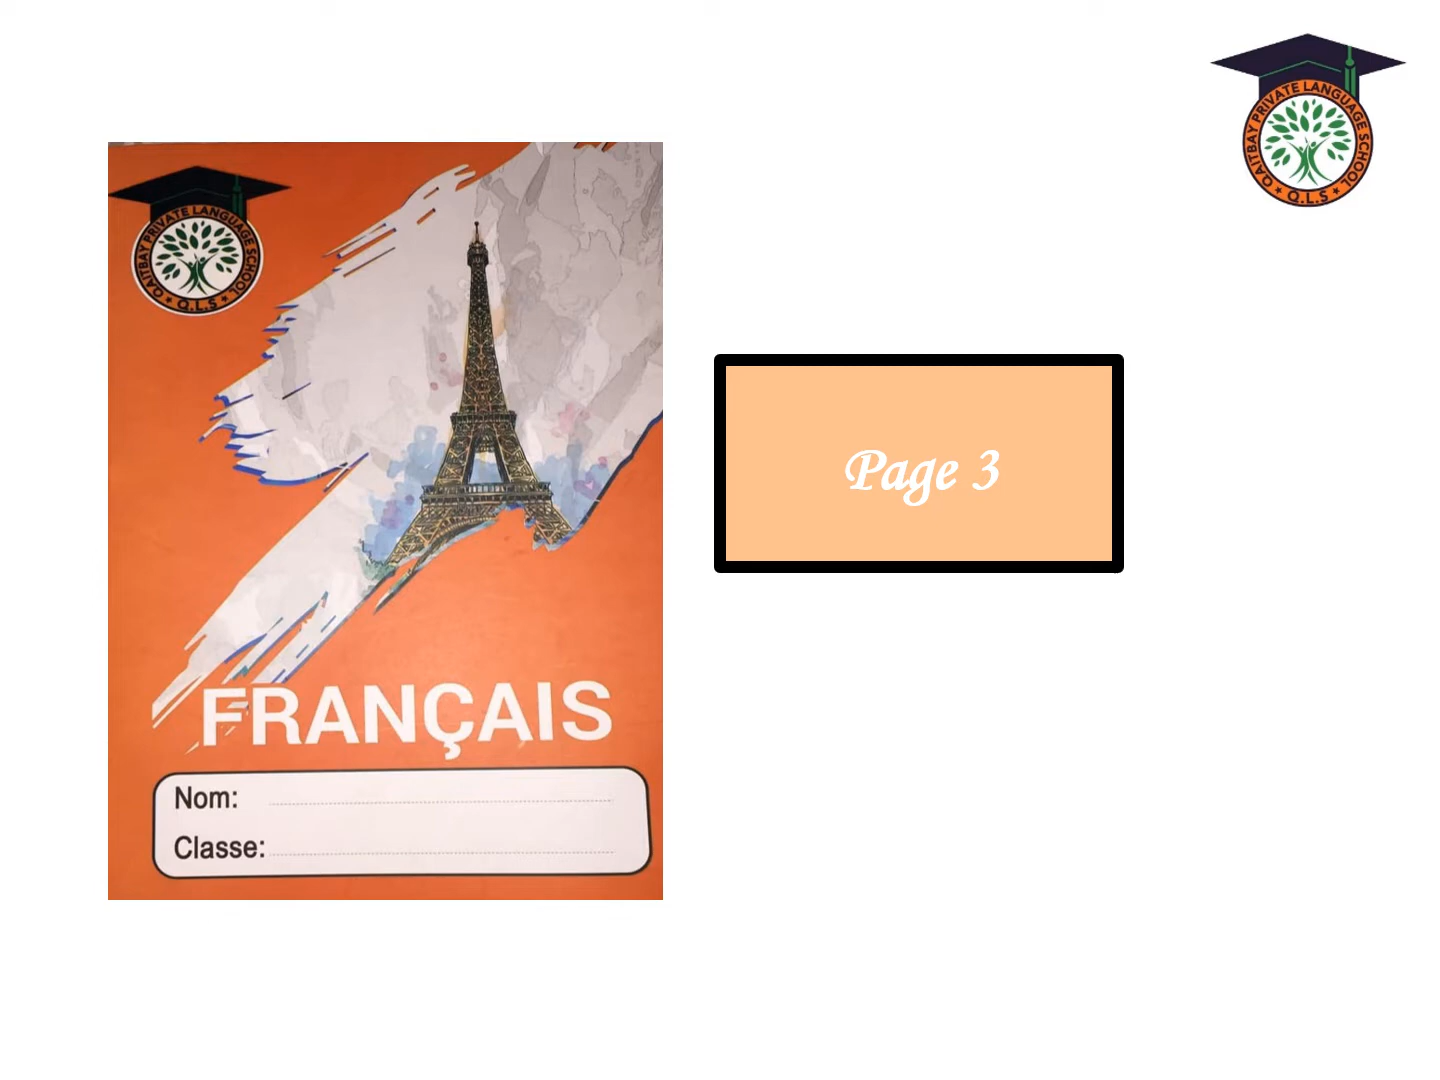 QAITBAY PRIVATE LANGUAGE SCHOOL
★ Q.L.S ★
QAITBAY PRIVATE LANGUAGE SCHOOL
★ Q.L.S ★
Page 3
FRANÇAIS
Nom:
Classe: